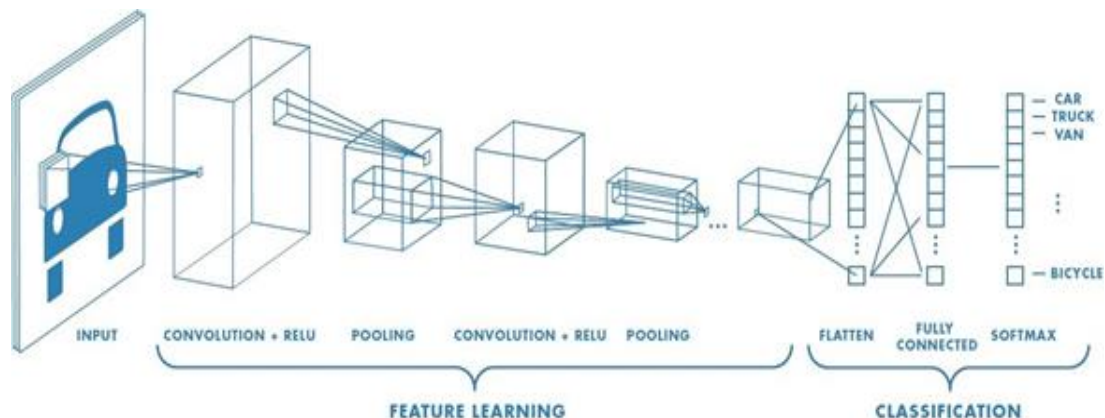 CAR
TRUCK
VAN
BICYCLE
INPUT
CONVOLUTION + RELU
POOLING
CONVOLUTION + RELU
POOLING
FLATTEN
FULLY
CONNECTED
SOFTMAX
FEATURE LEARNING
CLASSIFICATION